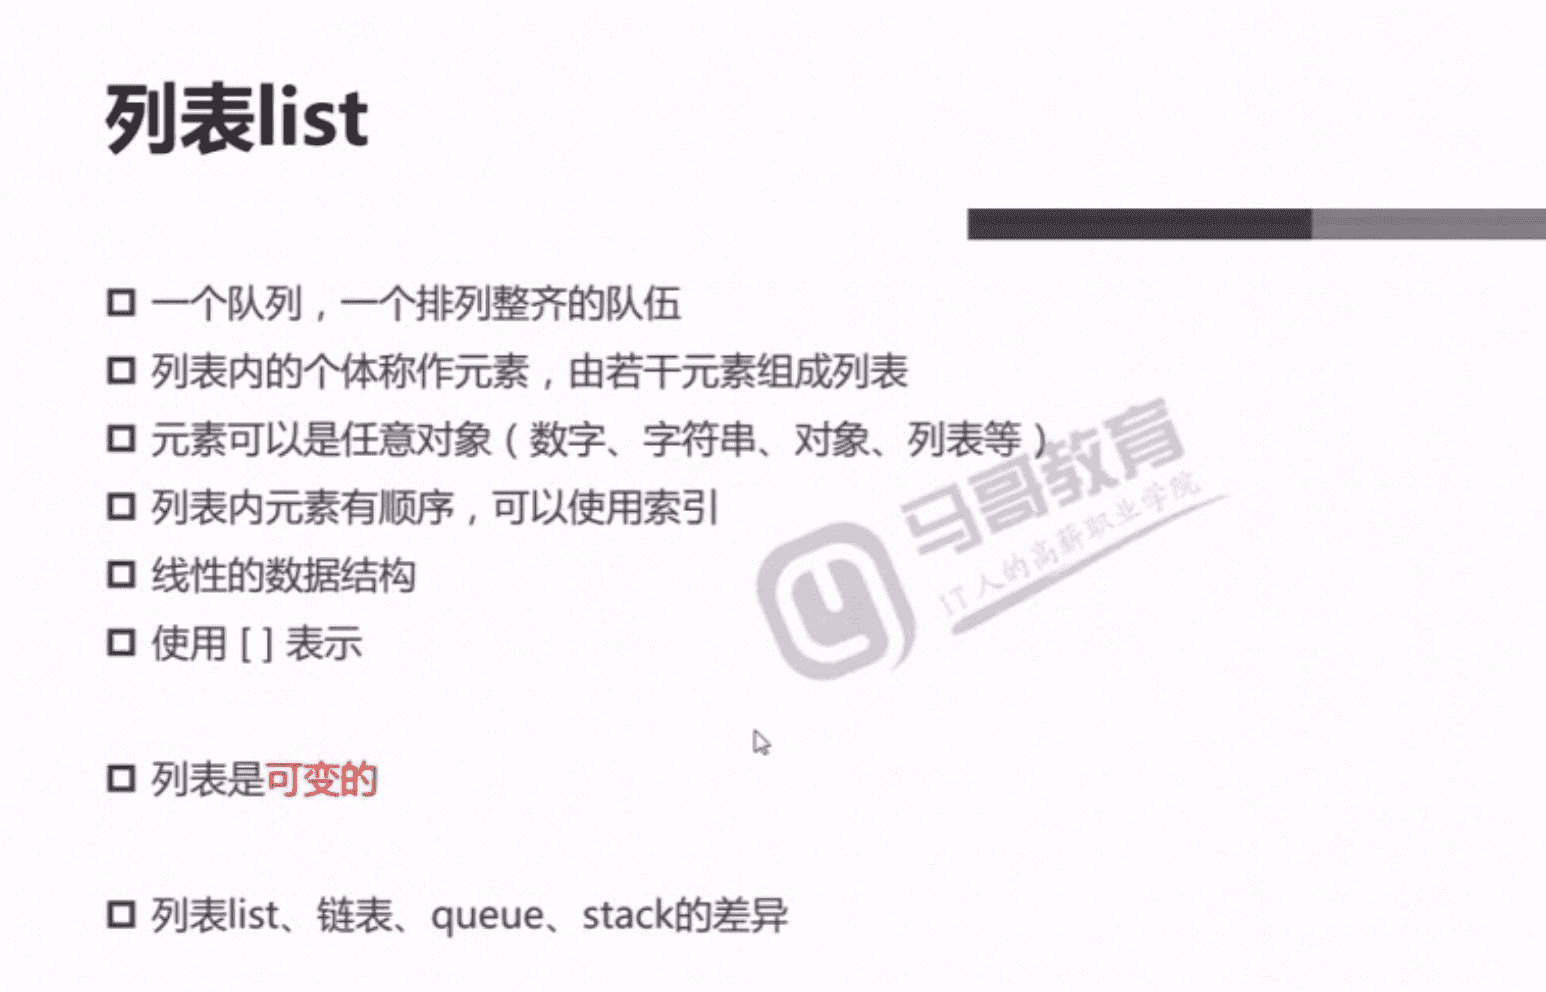 列表list
一个队列，一个排列整齐的队伍
列表内的个体称作元素，由若干元素组成列表
元素可以是任意对象（数字、字符串、对象、列表等）
列表内元素有顺序，可以使用索引
线性的数据结构
使用 [ ] 表示
列表是可变的
列表list、链表、queue、stack的差异
马哥教育
IT人的高薪职业学院